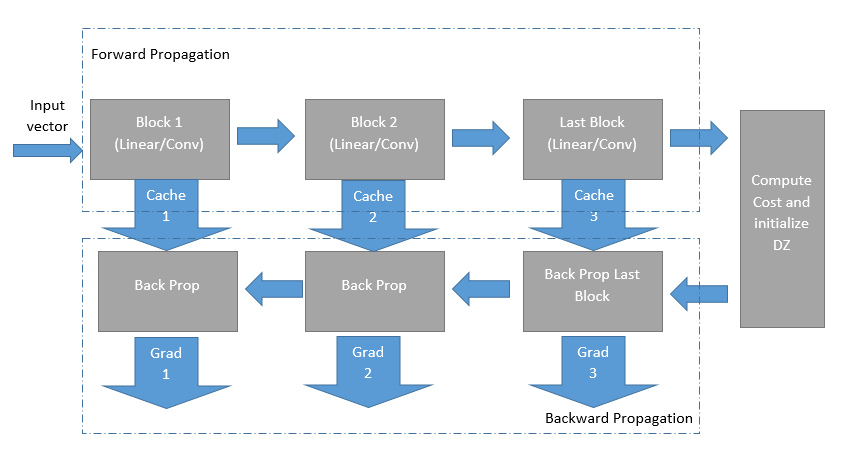 Forward Propagation
Input
vector
Block 1
(Linear/Conv)
Block 2
(Linear/Conv)
Last Block
(Linear/Conv)
Compute
Cost and
initialize
DZ
Cache
1
Cache
2
Cache
3
Back Prop
Back Prop
Back Prop Last
Block
Grad
1
Grad
2
Grad
3
Backward Propagation